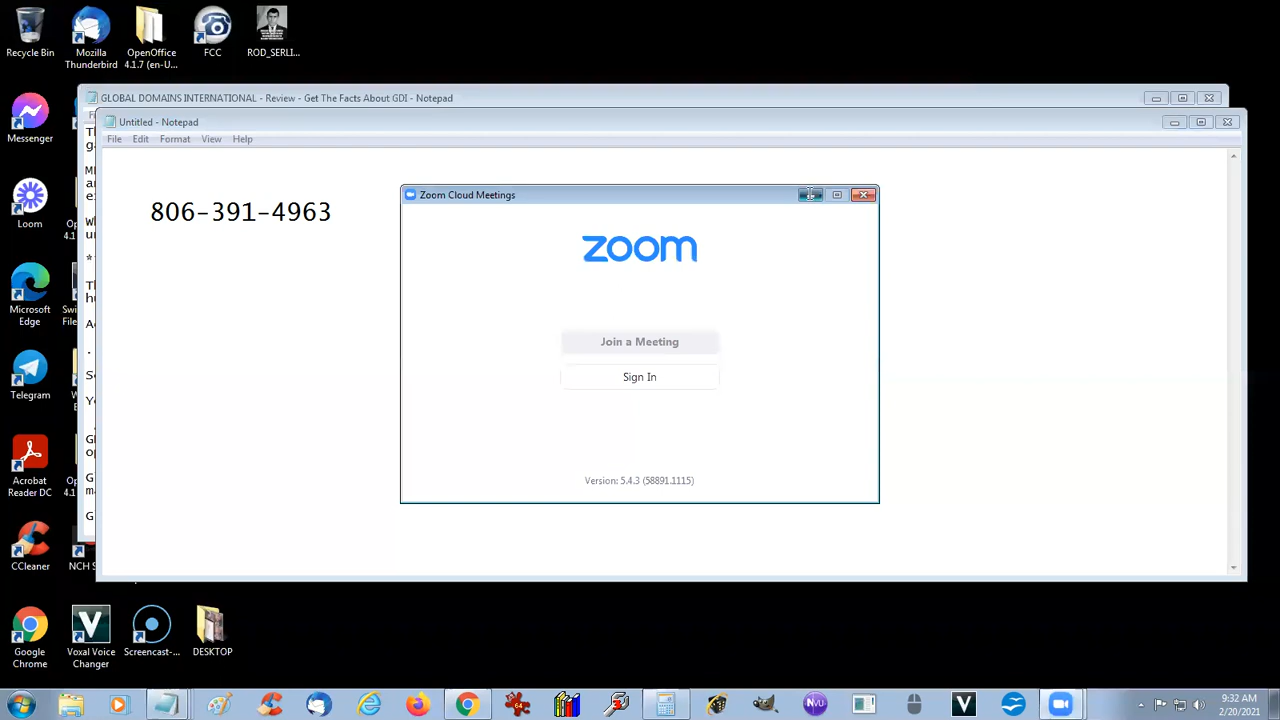 Recycle Bin
Mozilla
Thunderbird
OpenOffice
4.1.7 (en-U...
FCC
ROD_SERLI...
GLOBAL DOMAINS INTERNATIONAL - Review - Get The Facts About GDI - Notepad
Untitled - Notepad
File Edit Format View Help
Messenger
806-391-4963
Zoom Cloud Meetings
zoom
Join a Meeting
Sign In
Version: 5.4.3 (58891.1115)
Loom
Microsoft
Edge
Telegram
Acrobat
Reader DC
CCleaner
NCH S
Google
Chrome
V
Voxal Voice
Changer
Screencast-...
DESKTOP
64
NVU
V
9:32 AM
2/20/2021